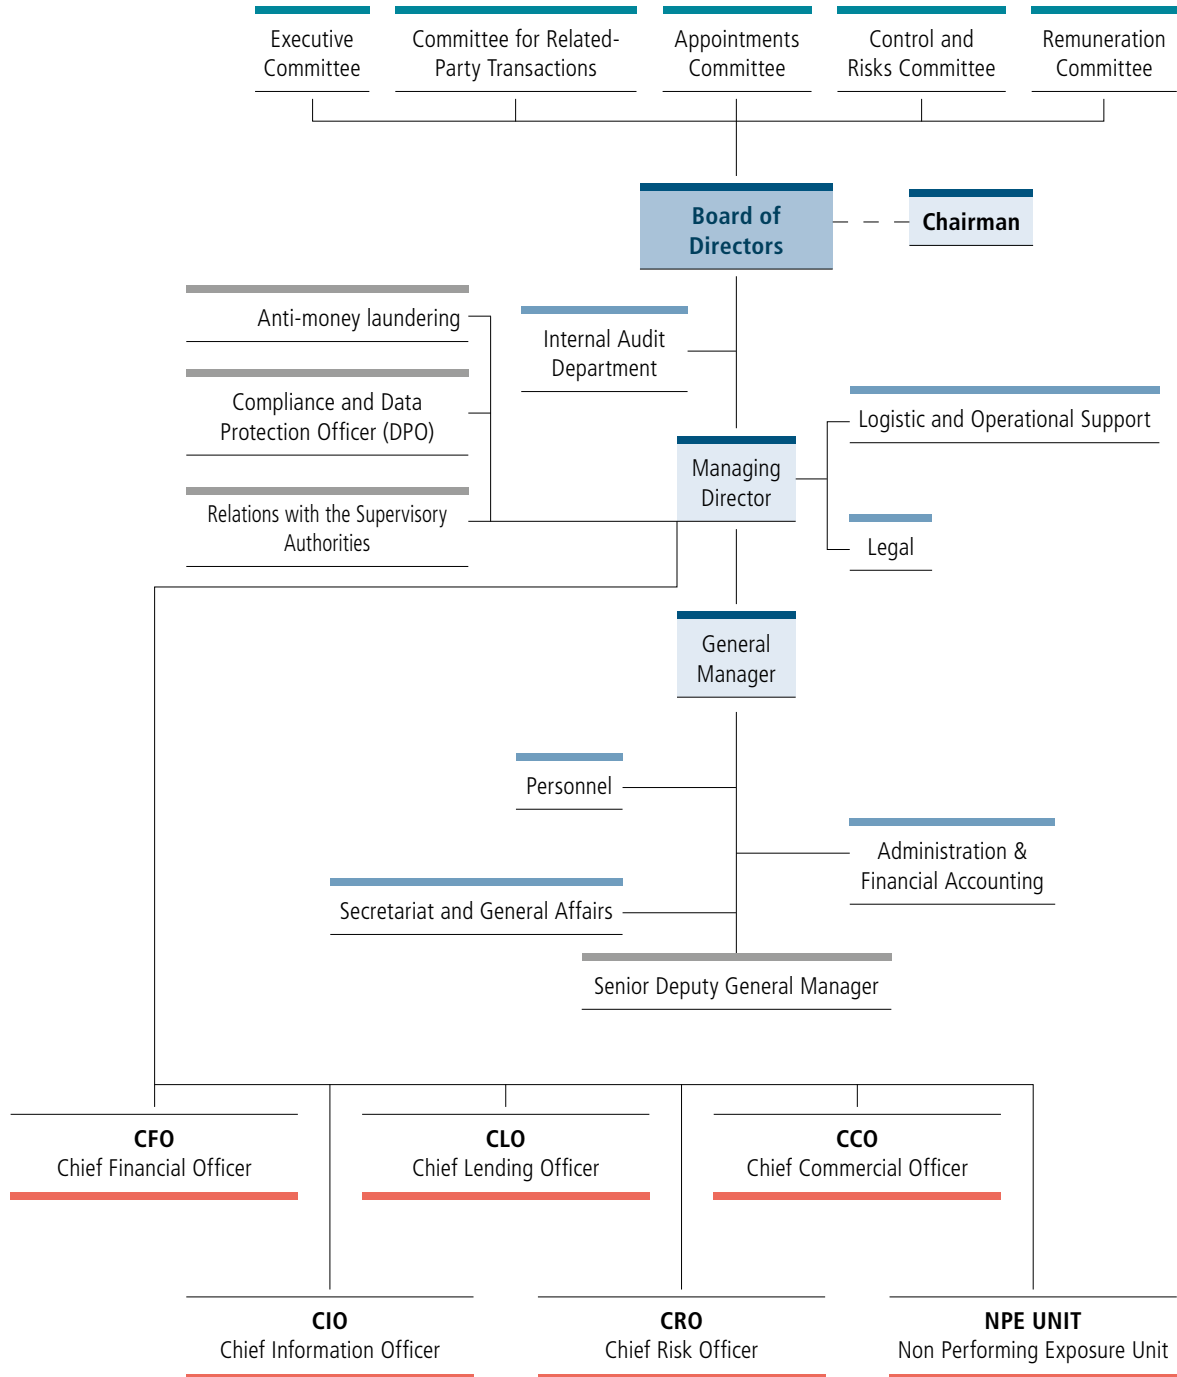 Executive
Committee
Committee for Related-
Party Transactions
Appointments
Committee
Control and
Risks Committee
Remuneration
Committee
Board of
Directors
Chairman
Anti-money laundering
Internal Audit
Department
Compliance and Data
Protection Officer (DPO)
Logistic and Operational Support
Managing
Director
Relations with the Supervisory
Authorities
Legal
General
Manager
Personnel
Administration &
Financial Accounting
Secretariat and General Affairs
Senior Deputy General Manager
CFO
Chief Financial Officer
CLO
Chief Lending Officer
CCO
Chief Commercial Officer
CIO
Chief Information Officer
CRO
Chief Risk Officer
NPE UNIT
Non Performing Exposure Unit